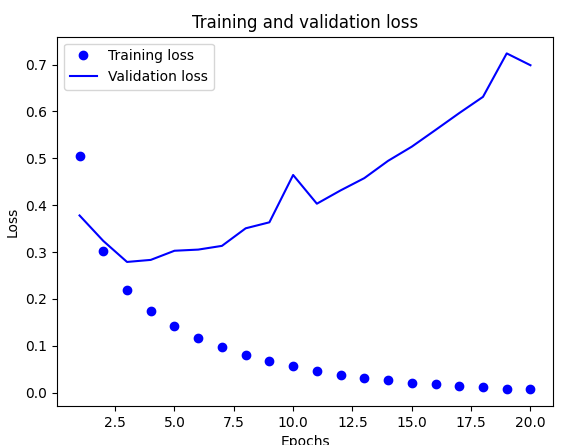 Training and validation loss
Training loss
Validation loss
0.7
0.6
0.5
0.4
0.3
0.2
0.1
0.0
Loss
2.5 5.0 7.5 10.0 12.5 15.0 17.5 20.0
Epochs